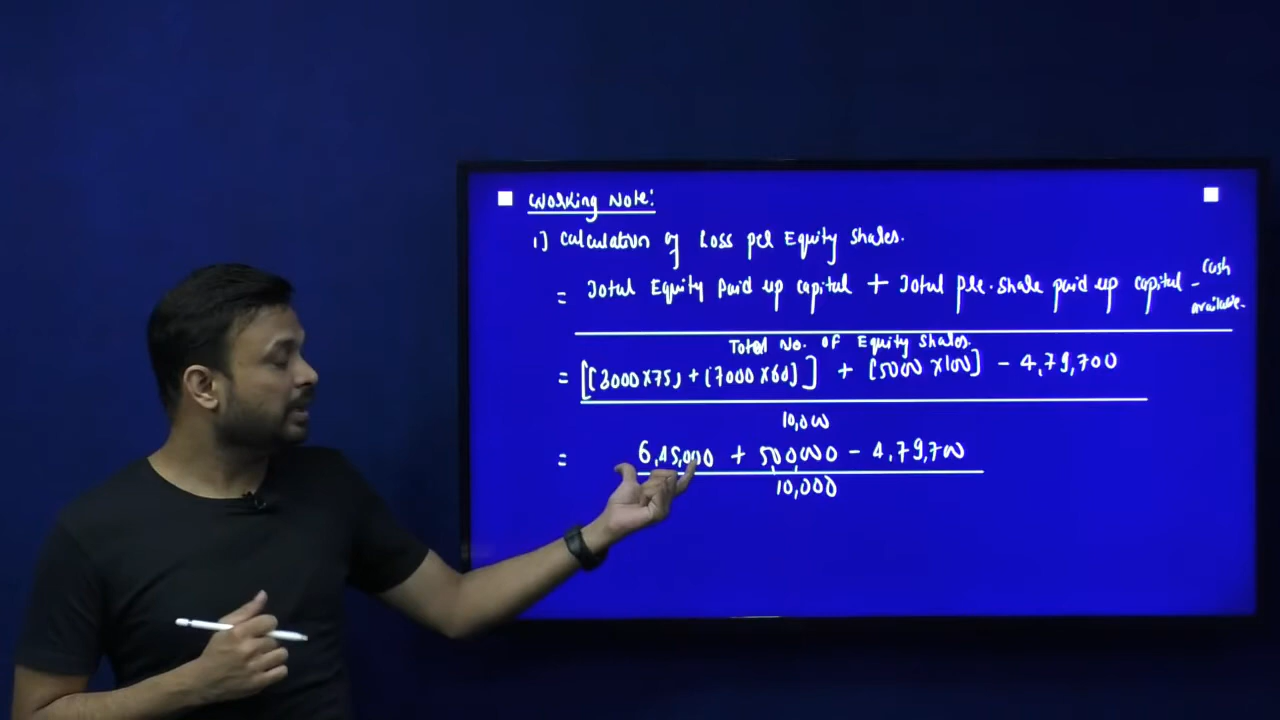 Working Note:
1] Calculation of Loss per Equity Shares.
= Total Equity Paid up capital + Total pre. share paid up capital - Cash available.
Total No. OF Equity Shares.
= [(3000 x 75) + (7000 x 60)] + [5000 x 100] - 4,79,700
10,000
= 6,45,000 + 500,000 - 4,79,700
10,000